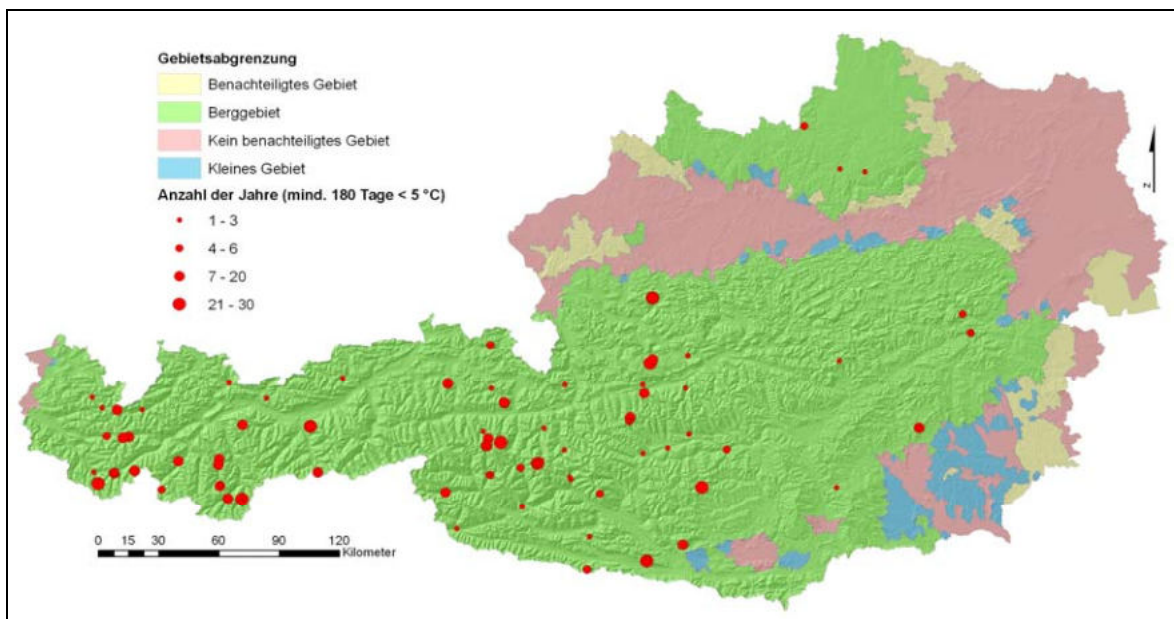 Gebietsabgrenzung
Benachteiligtes Gebiet
Berggebiet
Kein benachteiligtes Gebiet
Kleines Gebiet
Anzahl der Jahre (mind. 180 Tage < 5 °C)
1 - 3
4 - 6
7 - 20
21 - 30
N
0 15 30 60 90 120
Kilometer